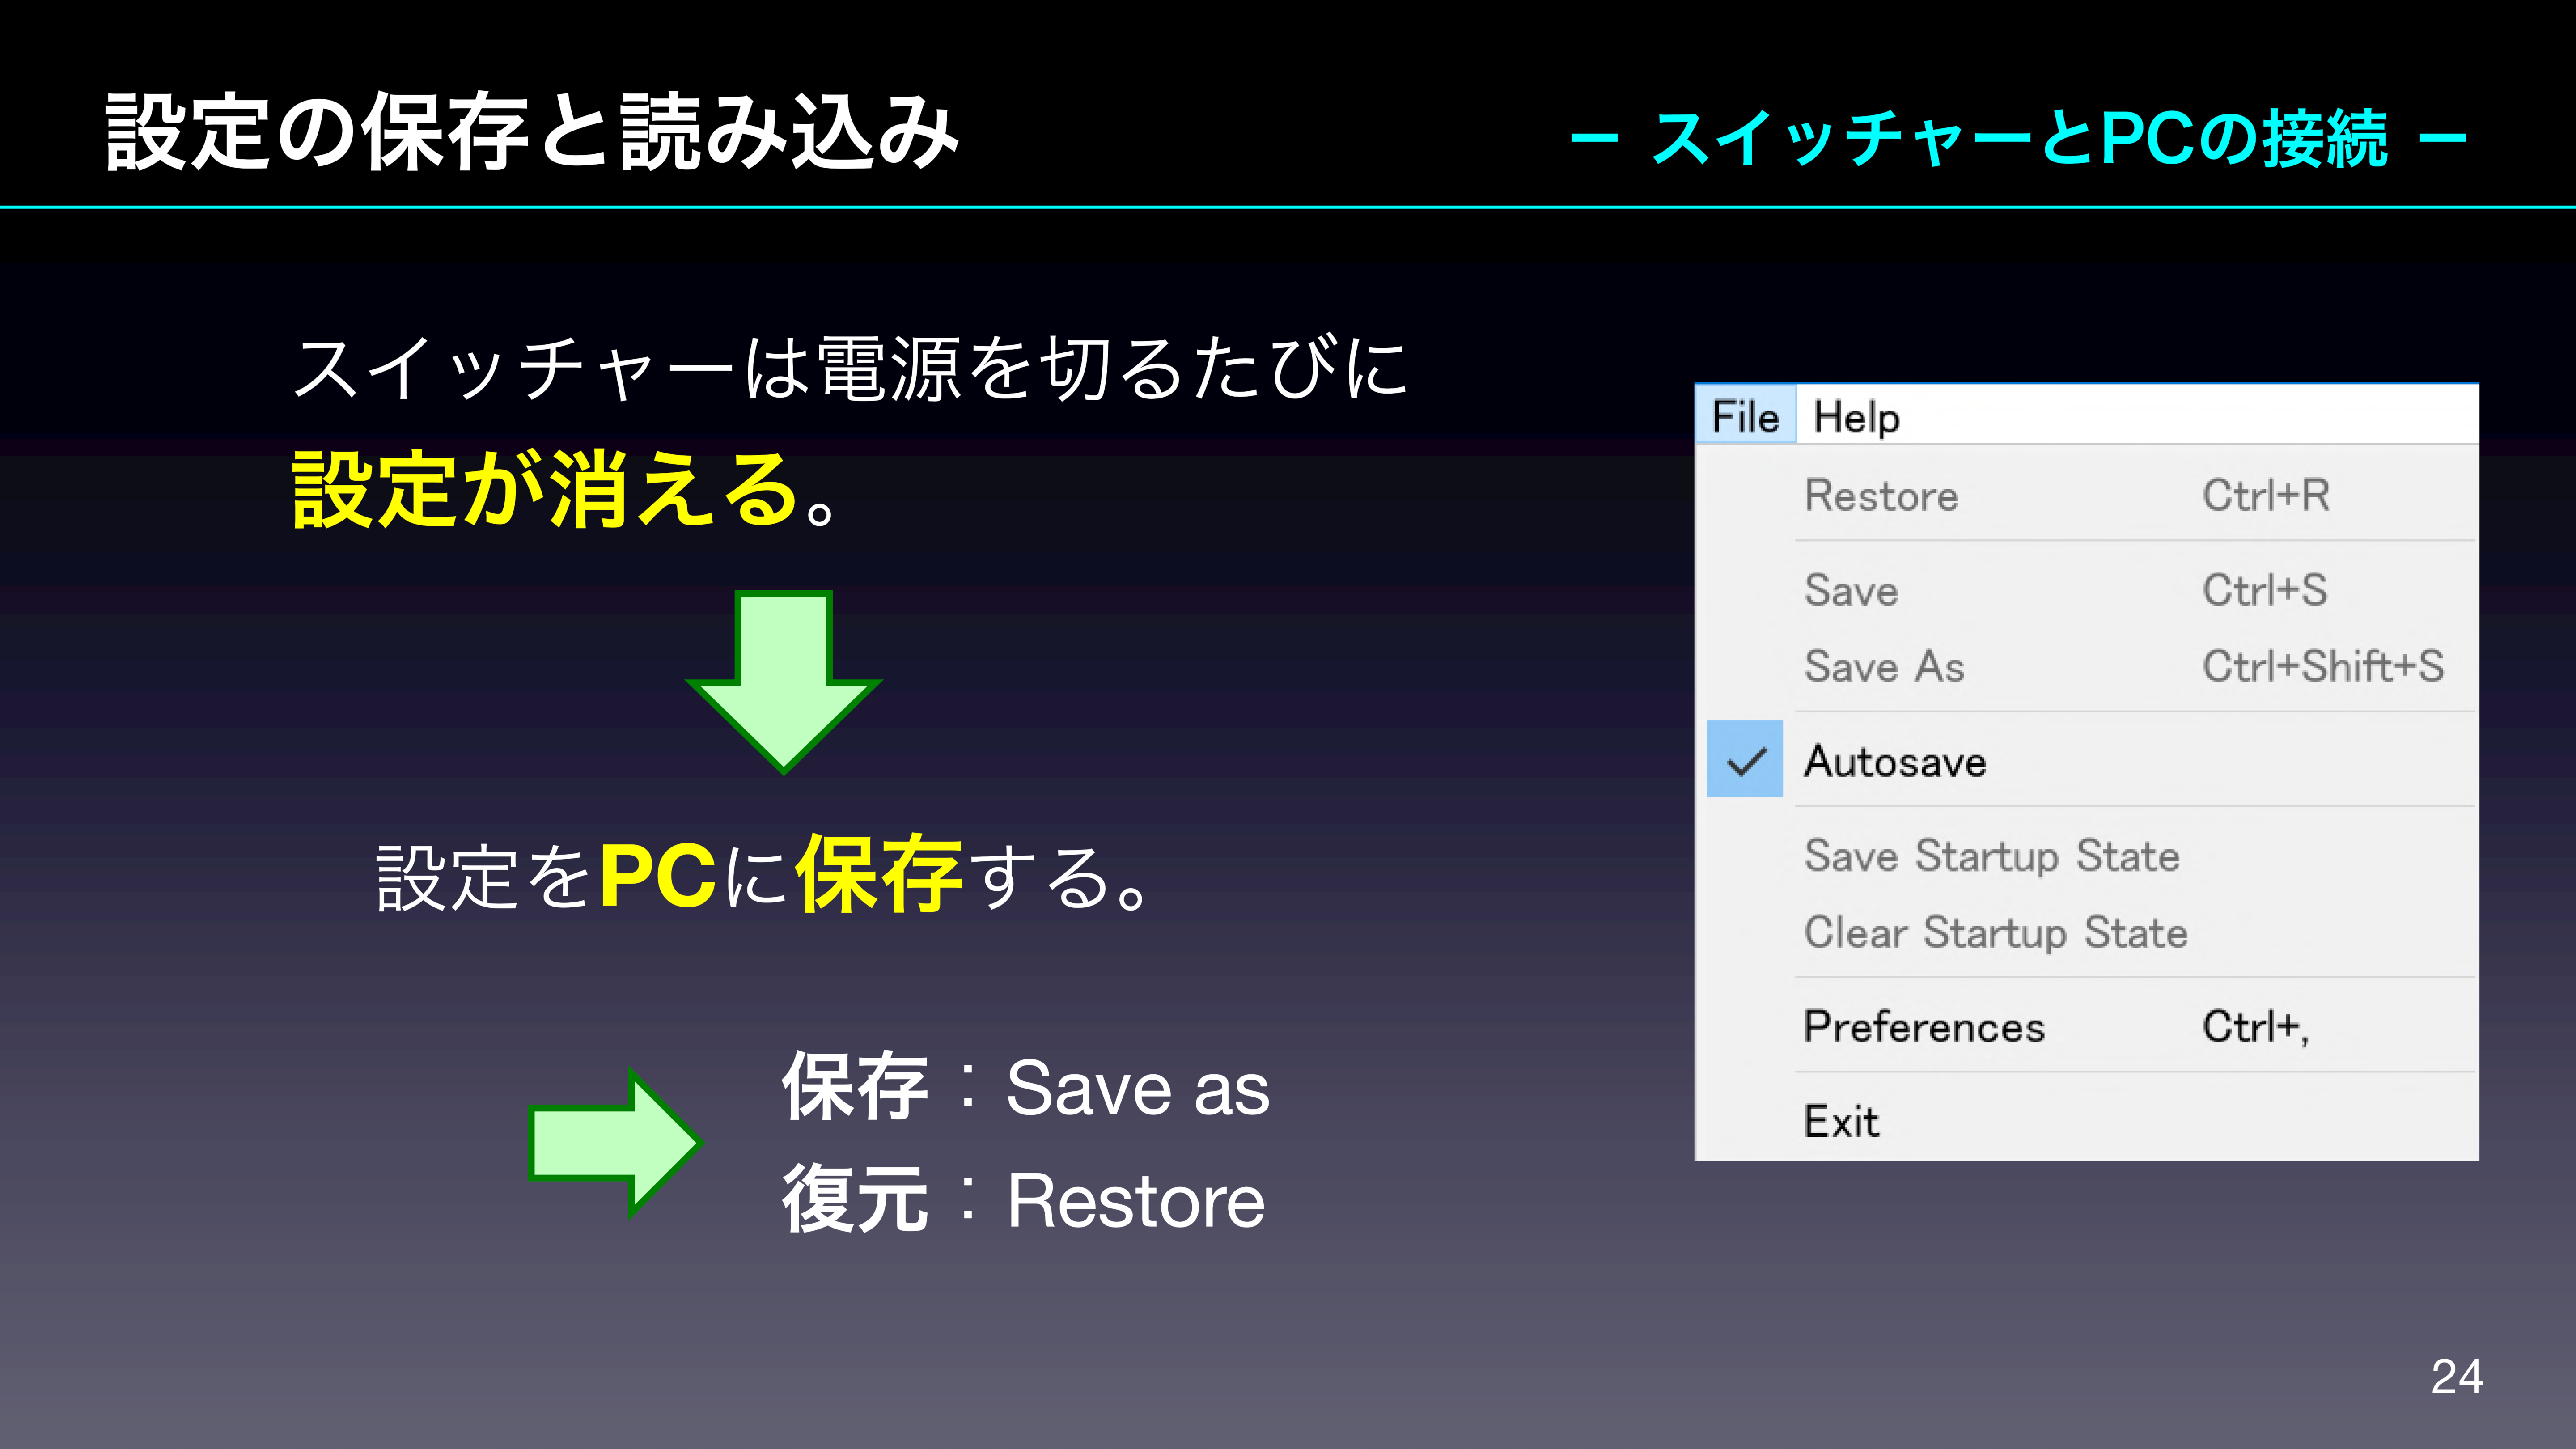 設定の保存と読み込み
ー スイッチャーとPCの接続 ー
スイッチャーは電源を切るたびに
設定が消える。
設定をPCに保存する。
保存：Save as
復元：Restore
File Help
Restore Ctrl+R
Save Ctrl+S
Save As Ctrl+Shift+S
Autosave
Save Startup State
Clear Startup State
Preferences Ctrl+,
Exit
24